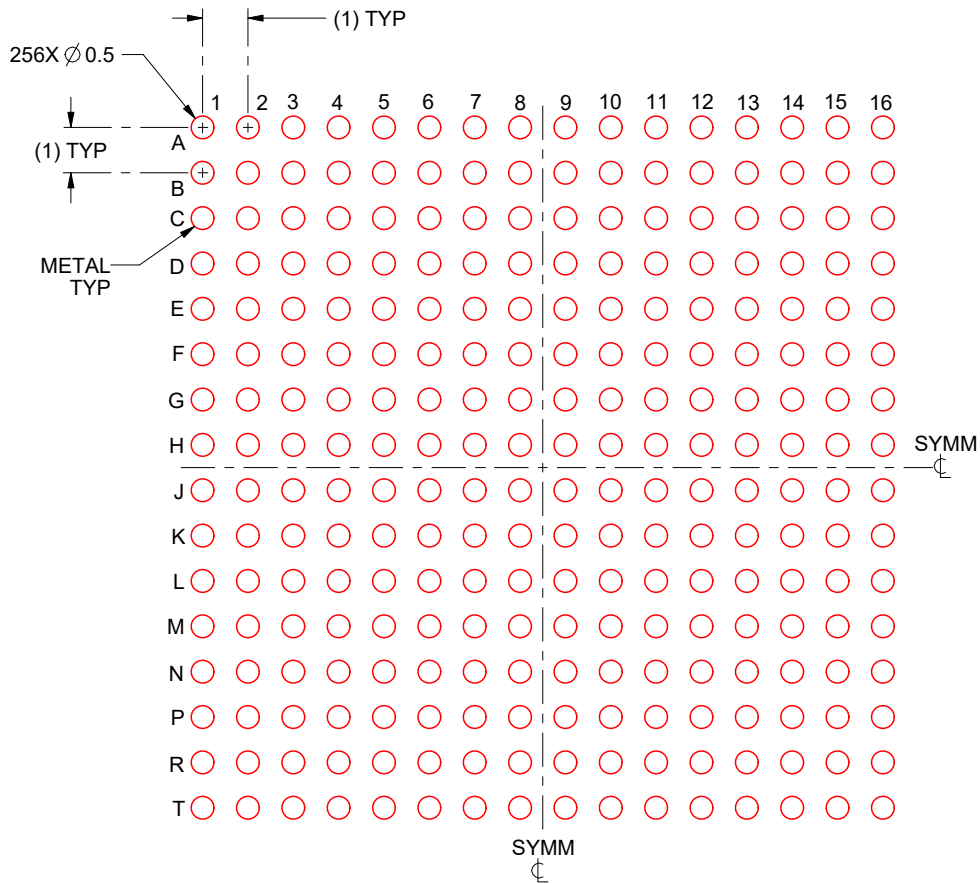 (1) TYP
256X ∅ 0.5
1 2 3 4 5 6 7 8 9 10 11 12 13 14 15 16
A
(1) TYP
B
C
METAL
TYP
D
E
F
G
H
SYMM
℄
J
K
L
M
N
P
R
T
SYMM
℄